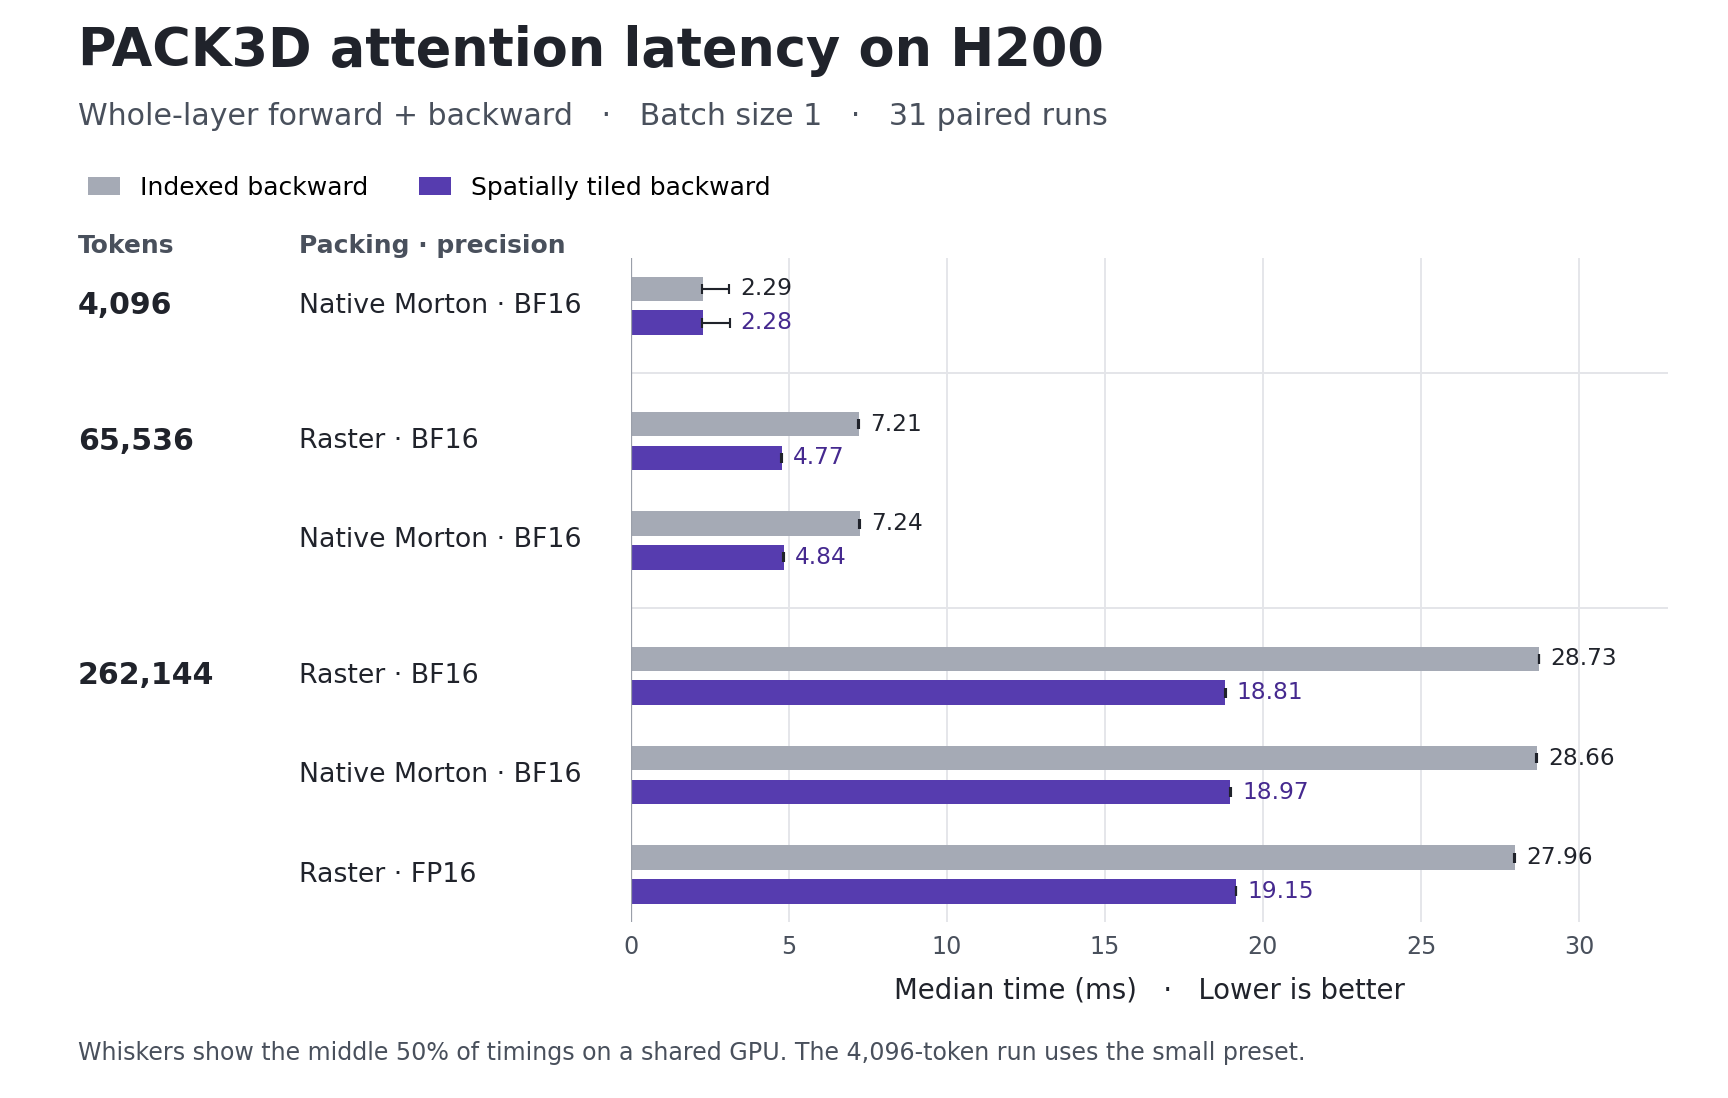 PACK3D attention latency on H200
Whole-layer forward + backward · Batch size 1 · 31 paired runs
Indexed backward Spatially tiled backward
Tokens Packing · precision
4,096 Native Morton · BF16 2.29
2.28
65,536 Raster · BF16 7.21
4.77
Native Morton · BF16 7.24
4.84
262,144 Raster · BF16 28.73
18.81
Native Morton · BF16 28.66
18.97
Raster · FP16 27.96
19.15
0 5 10 15 20 25 30
Median time (ms) · Lower is better
Whiskers show the middle 50% of timings on a shared GPU. The 4,096-token run uses the small preset.